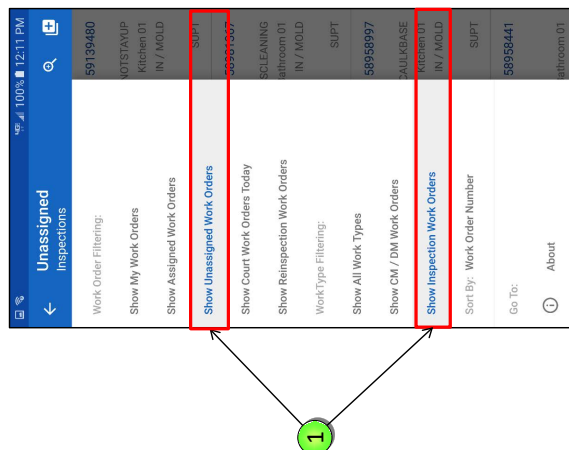 100% 12:11 PM
Unassigned
Inspections
Work Order Filtering:
Show My Work Orders
Show Assigned Work Orders
Show Unassigned Work Orders
Show Court Work Orders Today
Show Reinspection Work Orders
WorkType Filtering:
Show All Work Types
Show CM / DM Work Orders
Show Inspection Work Orders
Sort By: Work Order Number
Go To:
About
59139480
NOTSTAYUP
Kitchen 01
IN / MOLD
SUPT
SCLEANING
athroom 01
IN / MOLD
SUPT
58958997
CAULKBASE
Kitchen 01
IN / MOLD
SUPT
58958441
athroom 01
1